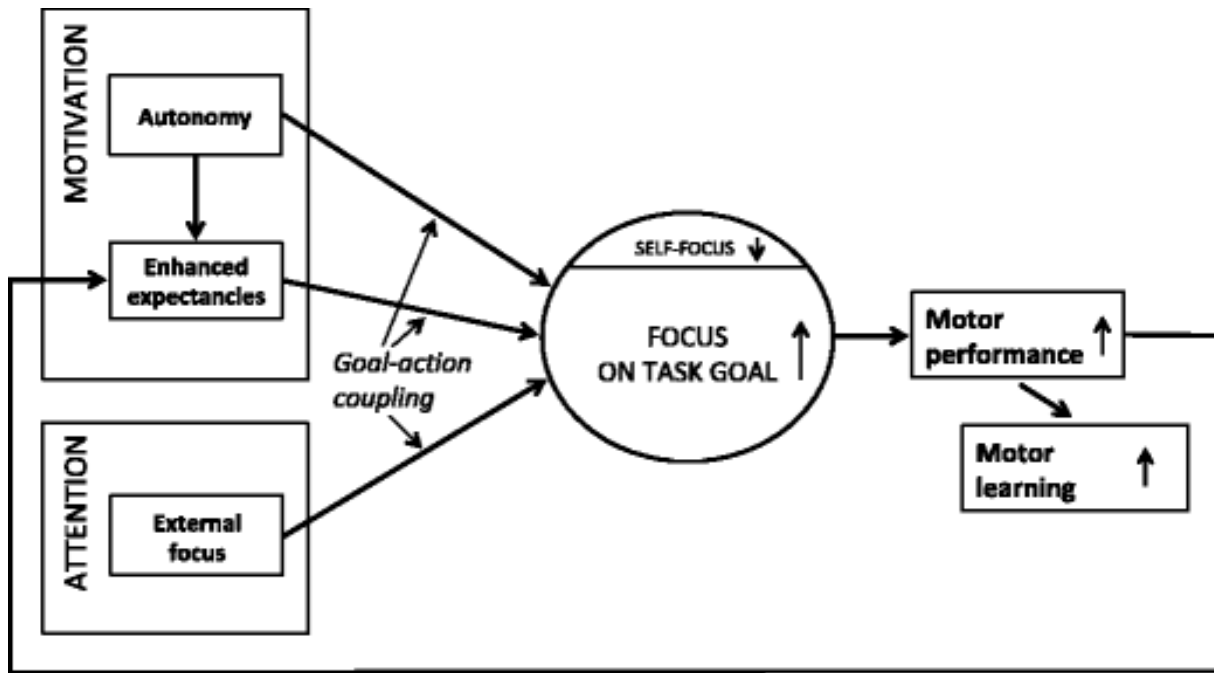 MOTIVATION
Autonomy
Enhanced
expectancies
Goal-action
coupling
ATTENTION
External
focus
SELF-FOCUS
FOCUS
ON TASK GOAL
Motor
performance
Motor
learning